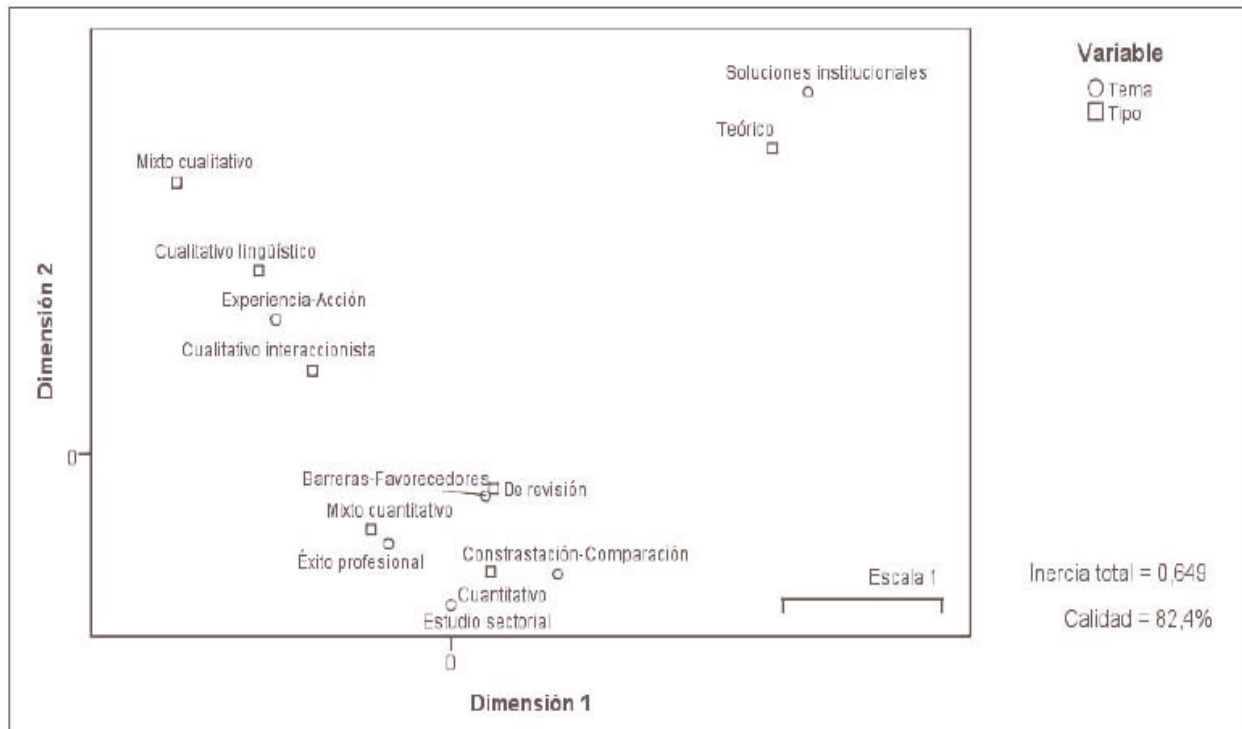 Variable
Tema
Tipo
Soluciones institucionales
Teórico
Mixto cualitativo
Cualitativo lingüístico
Experiencia-Acción
Cualitativo interaccionista
Dimensión 2
0
Barreras-Favorecedores
De revisión
Mixto cuantitativo
Éxito profesional
Constrastación-Comparación
Cuantitativo
Estudio sectorial
Escala 1
Inercia total = 0,649
Calidad = 82,4%
0
Dimensión 1